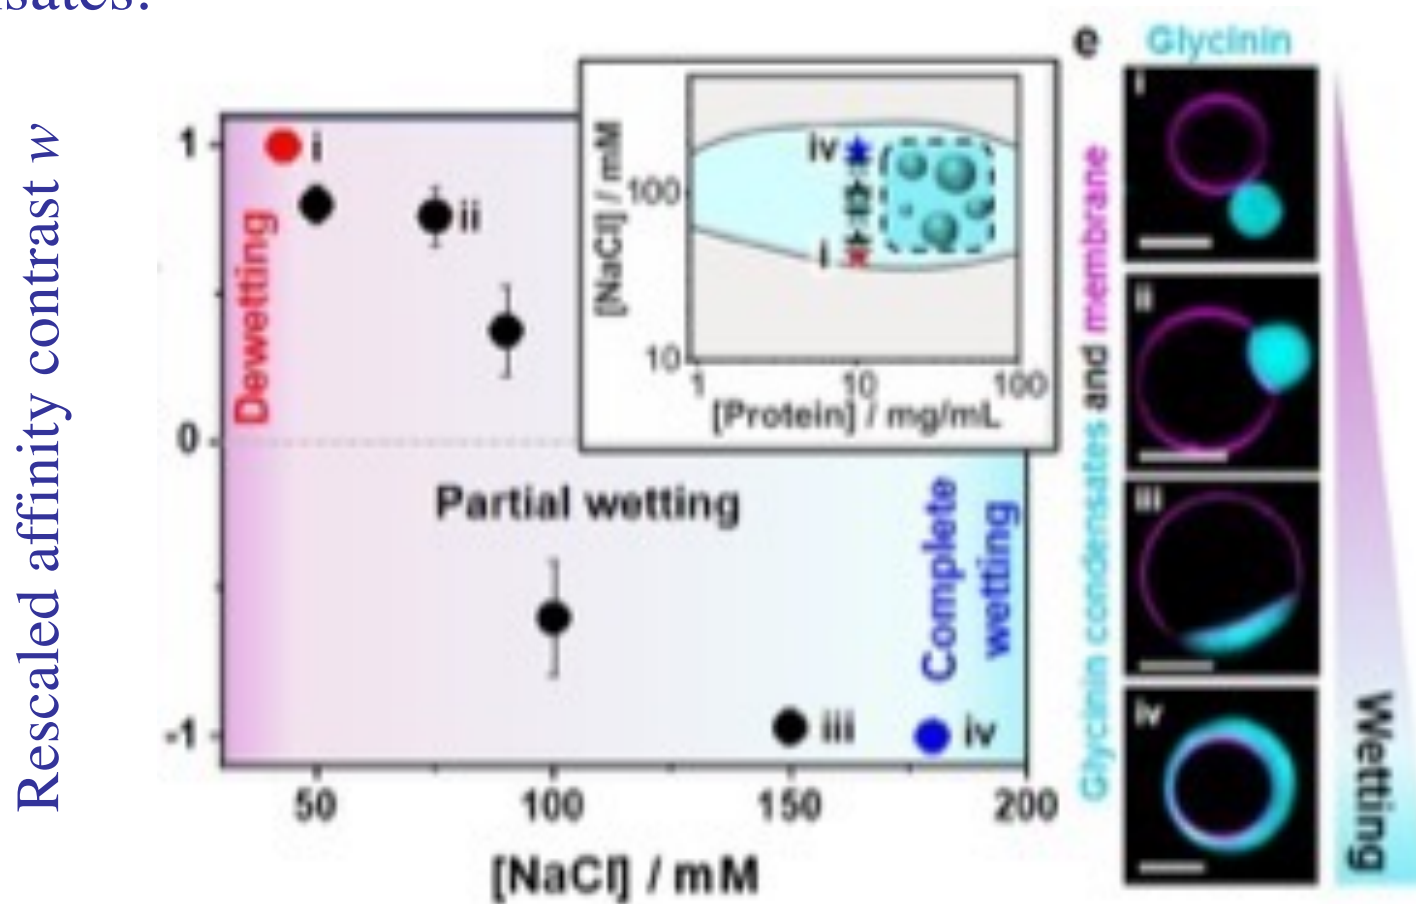 Rescaled affinity contrast w
1
0
-1
Dewetting
i
ii
Partial wetting
iii
iv
Complete
wetting
50
100
150
200
[NaCl] / mM
[NaCl] / mM
100
10
iv
i
1
10
100
[Protein] / mg/mL
e
Glycinin
Glycinin condensates and membrane
i
ii
iii
iv
Wetting